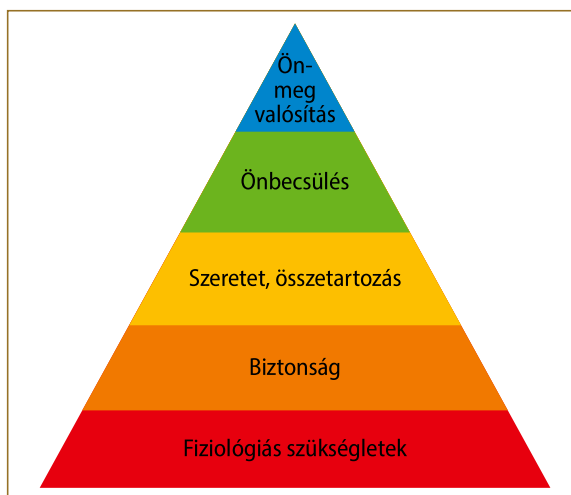 Ön-
meg
valósítás
Önbecsülés
Szeretet, összetartozás
Biztonság
Fiziológiás szükségletek